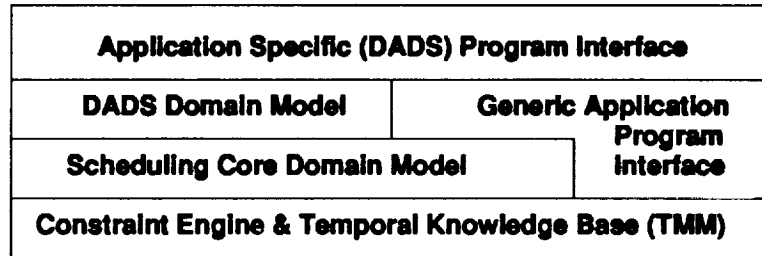 Application Specific (DADS) Program Interface
DADS Domain Model
Generic Application
Program
Interface
Scheduling Core Domain Model
Constraint Engine & Temporal Knowledge Base (TMM)